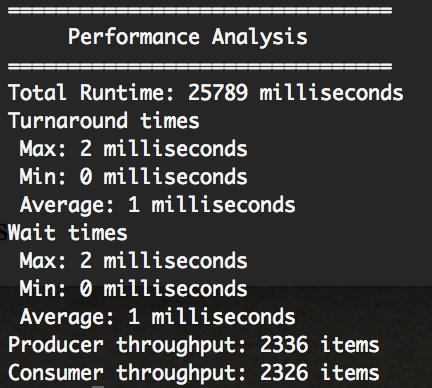 ================================
Performance Analysis
================================
Total Runtime: 25789 milliseconds
Turnaround times
Max: 2 milliseconds
Min: 0 milliseconds
Average: 1 milliseconds
Wait times
Max: 2 milliseconds
Min: 0 milliseconds
Average: 1 milliseconds
Producer throughput: 2336 items
Consumer throughput: 2326 items